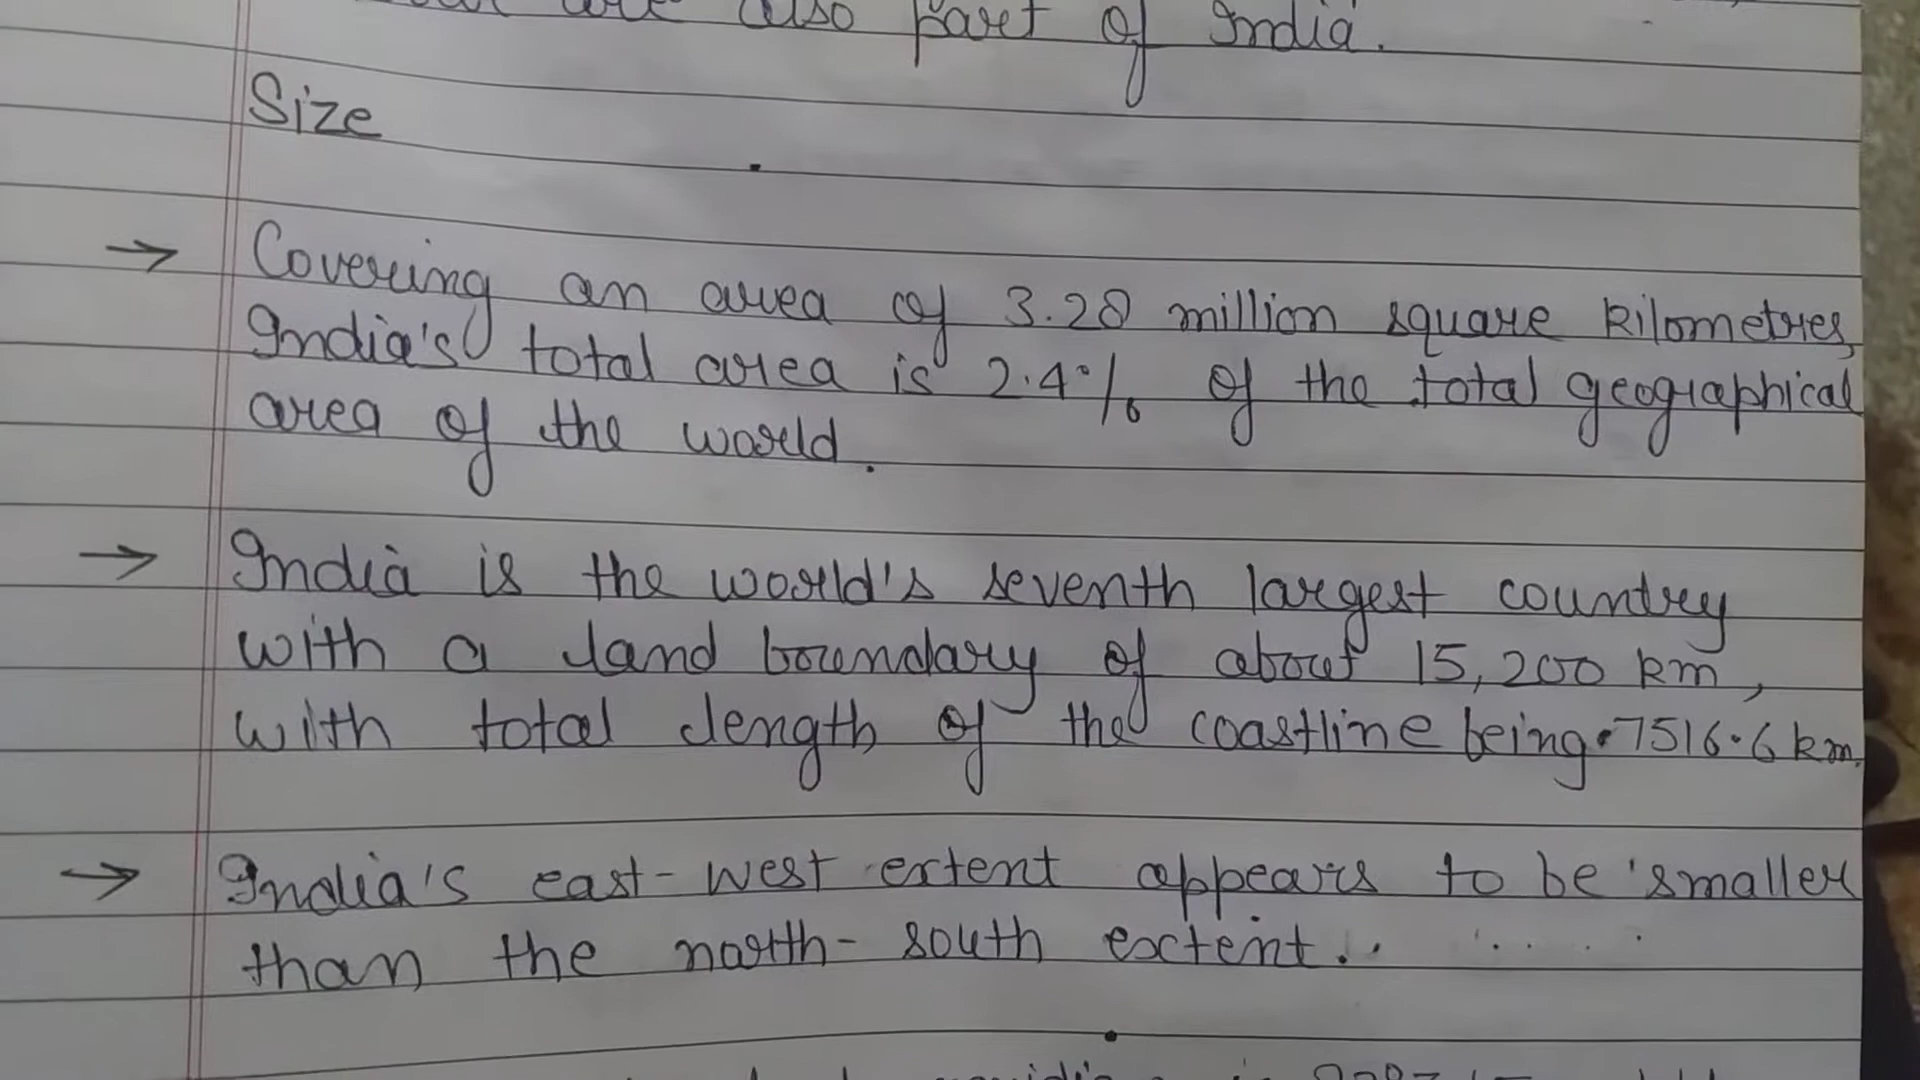 also part of India.
Size
→ Covering an area of 3.28 million square kilometres,
India's total area is 2.4% of the total geographical
area of the world.
→ India is the world's seventh largest country
with a land boundary of about 15,200 km,
with total length of the coastline being 7516.6 km.
→ India's east-west extent appears to be smaller
than the north-south extent.